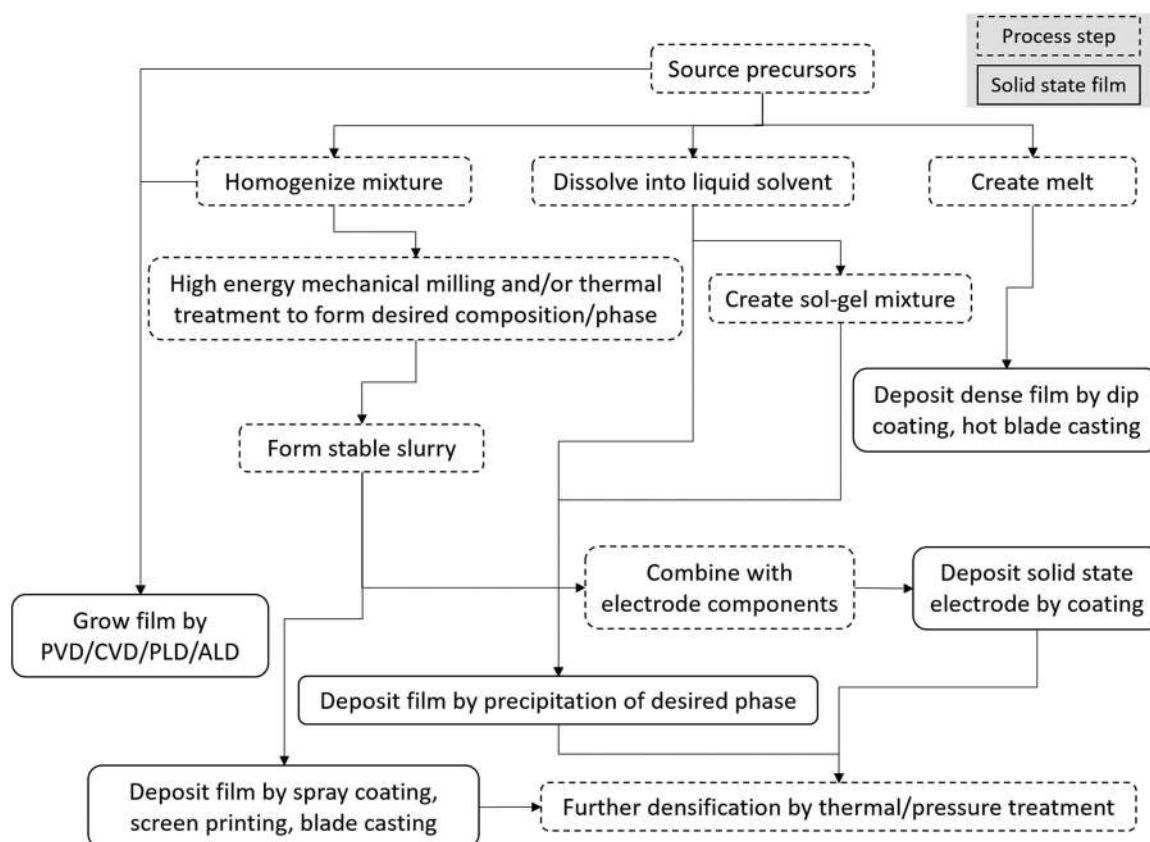 Process step
Solid state film
Source precursors
Homogenize mixture
Dissolve into liquid solvent
Create melt
High energy mechanical milling and/or thermal
treatment to form desired composition/phase
Create sol-gel mixture
Deposit dense film by dip
coating, hot blade casting
Form stable slurry
Combine with
electrode components
Deposit solid state
electrode by coating
Grow film by
PVD/CVD/PLD/ALD
Deposit film by precipitation of desired phase
Deposit film by spray coating,
screen printing, blade casting
Further densification by thermal/pressure treatment